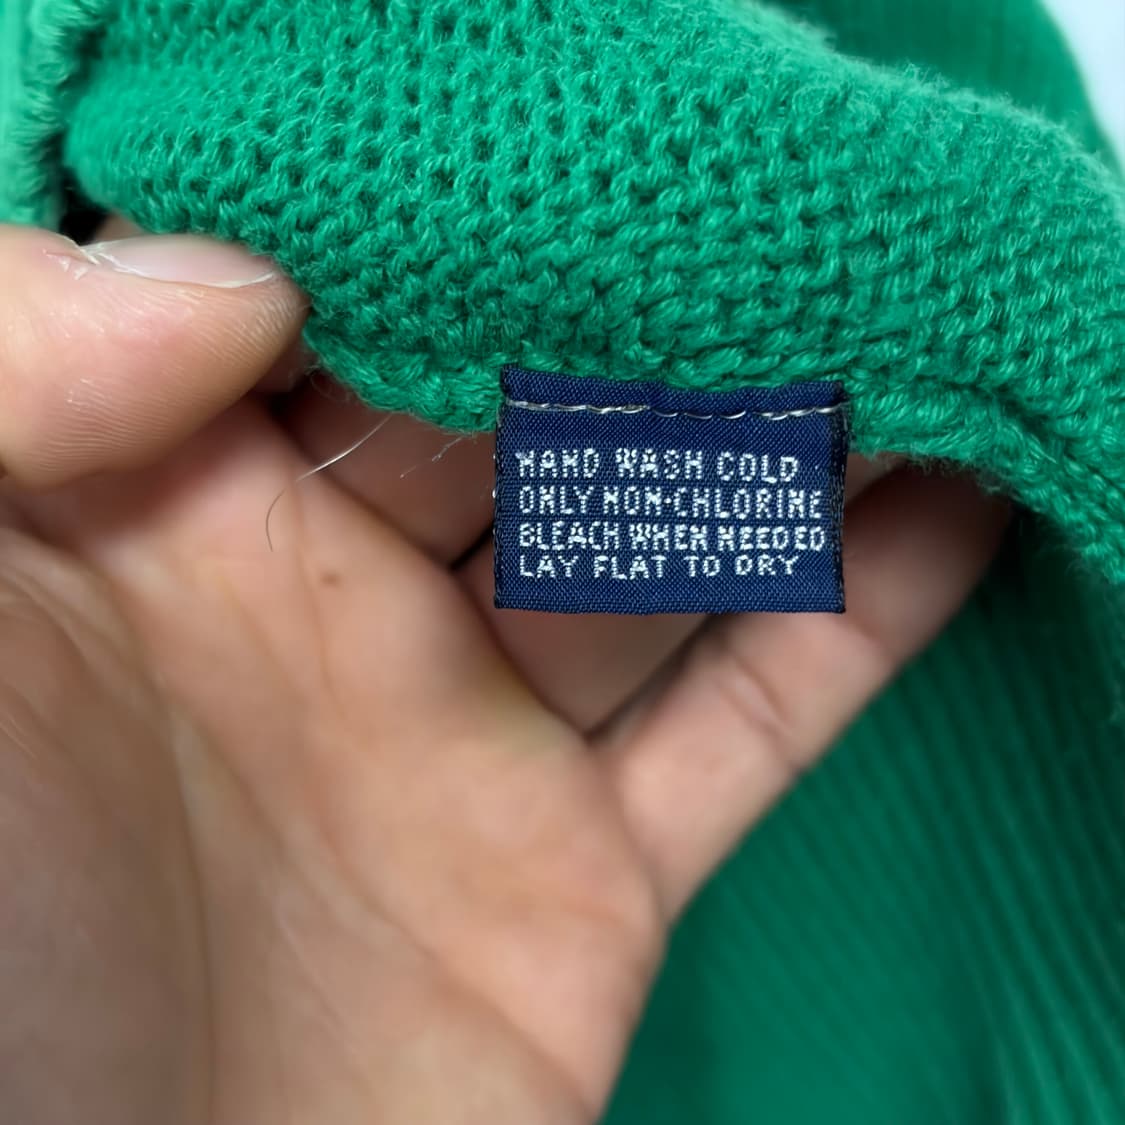 HAND WASH COLD
ONLY NON-CHLORINE
BLEACH WHEN NEEDED
LAY FLAT TO DRY